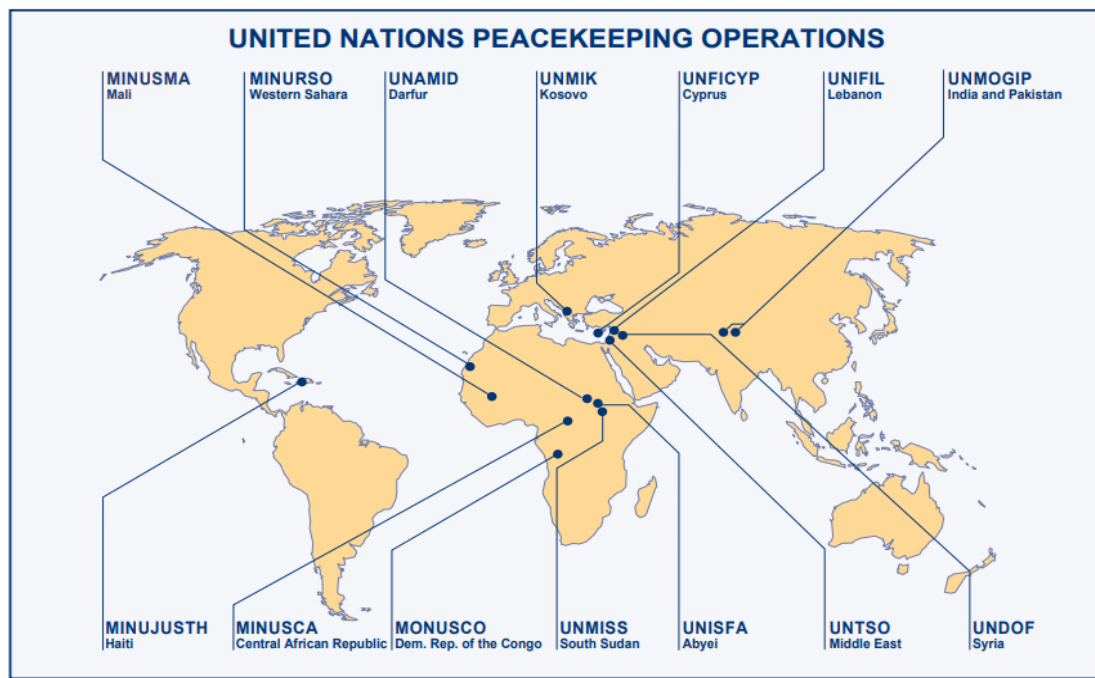 UNITED NATIONS PEACEKEEPING OPERATIONS
MINUSMA
Mali
MINURSO
Western Sahara
UNAMID
Darfur
UNMIK
Kosovo
UNFICYP
Cyprus
UNIFIL
Lebanon
UNMOGIP
India and Pakistan
MINUJUSTH
Haiti
MINUSCA
Central African Republic
MONUSCO
Dem. Rep. of the Congo
UNMISS
South Sudan
UNISFA
Abyei
UNTSO
Middle East
UNDOF
Syria